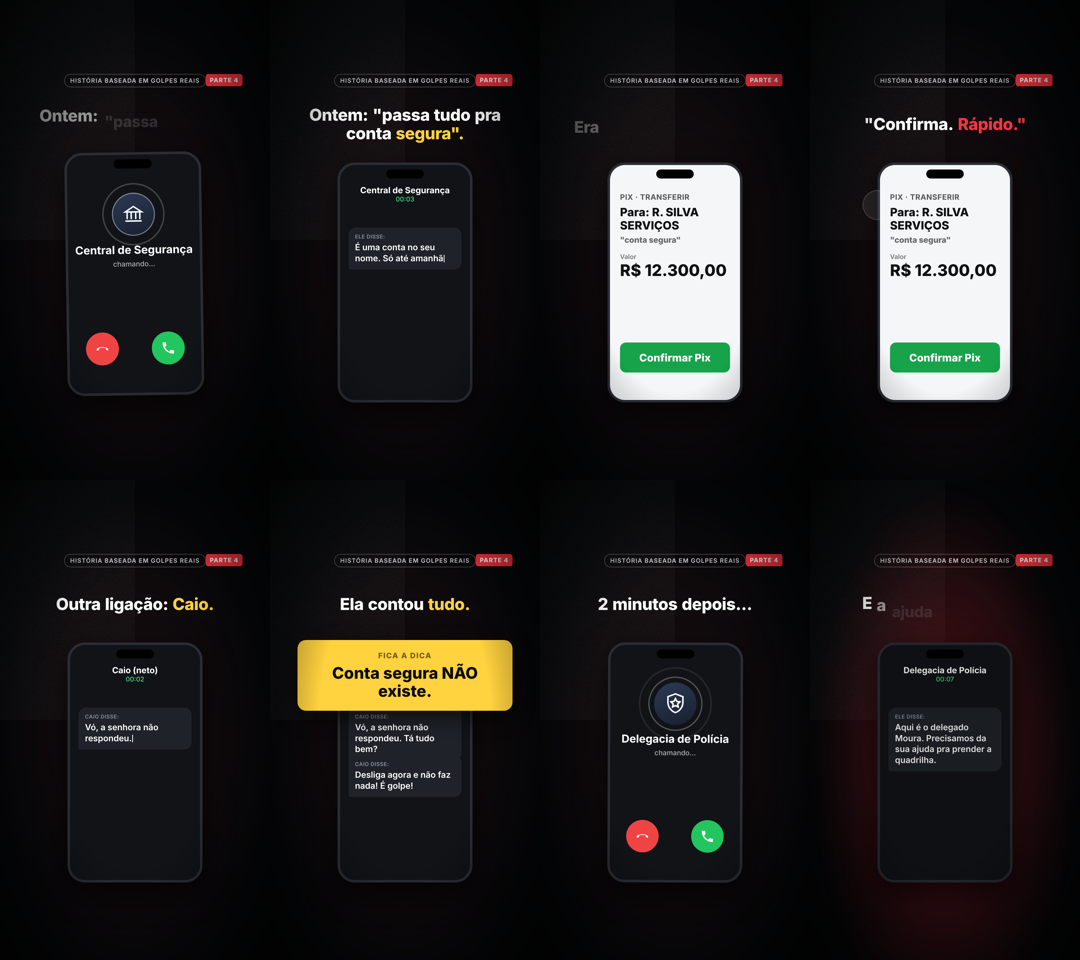 HISTÓRIA BASEADA EM GOLPES REAIS PARTE 4
Ontem: "passa
Central de Segurança
chamando...
HISTÓRIA BASEADA EM GOLPES REAIS PARTE 4
Ontem: "passa tudo pra
conta segura".
Central de Segurança
00:03
ELE DISSE:
É uma conta no seu
nome. Só até amanhã
HISTÓRIA BASEADA EM GOLPES REAIS PARTE 4
Era
PIX · TRANSFERIR
Para: R. SILVA
SERVIÇOS
"conta segura"
Valor
R$ 12.300,00
Confirmar Pix
HISTÓRIA BASEADA EM GOLPES REAIS PARTE 4
"Confirma. Rápido."
PIX · TRANSFERIR
Para: R. SILVA
SERVIÇOS
"conta segura"
Valor
R$ 12.300,00
Confirmar Pix
HISTÓRIA BASEADA EM GOLPES REAIS PARTE 4
Outra ligação: Caio.
Caio (neto)
00:02
CAIO DISSE:
Vó, a senhora não
respondeu.
HISTÓRIA BASEADA EM GOLPES REAIS PARTE 4
Ela contou tudo.
FICA A DICA
Conta segura NÃO
existe.
CAIO DISSE:
Vó, a senhora não
respondeu. Tá tudo
bem?
CAIO DISSE:
Desliga agora e não faz
nada! É golpe!
HISTÓRIA BASEADA EM GOLPES REAIS PARTE 4
2 minutos depois...
Delegacia de Polícia
chamando...
HISTÓRIA BASEADA EM GOLPES REAIS PARTE 4
E a ajuda
Delegacia de Polícia
00:07
ELE DISSE:
Aqui é o delegado
Moura. Precisamos da
sua ajuda pra prender a
quadrilha.